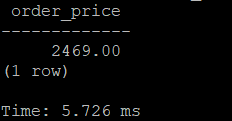 order_price
-------------
2469.00
(1 row)
Time: 5.726 ms